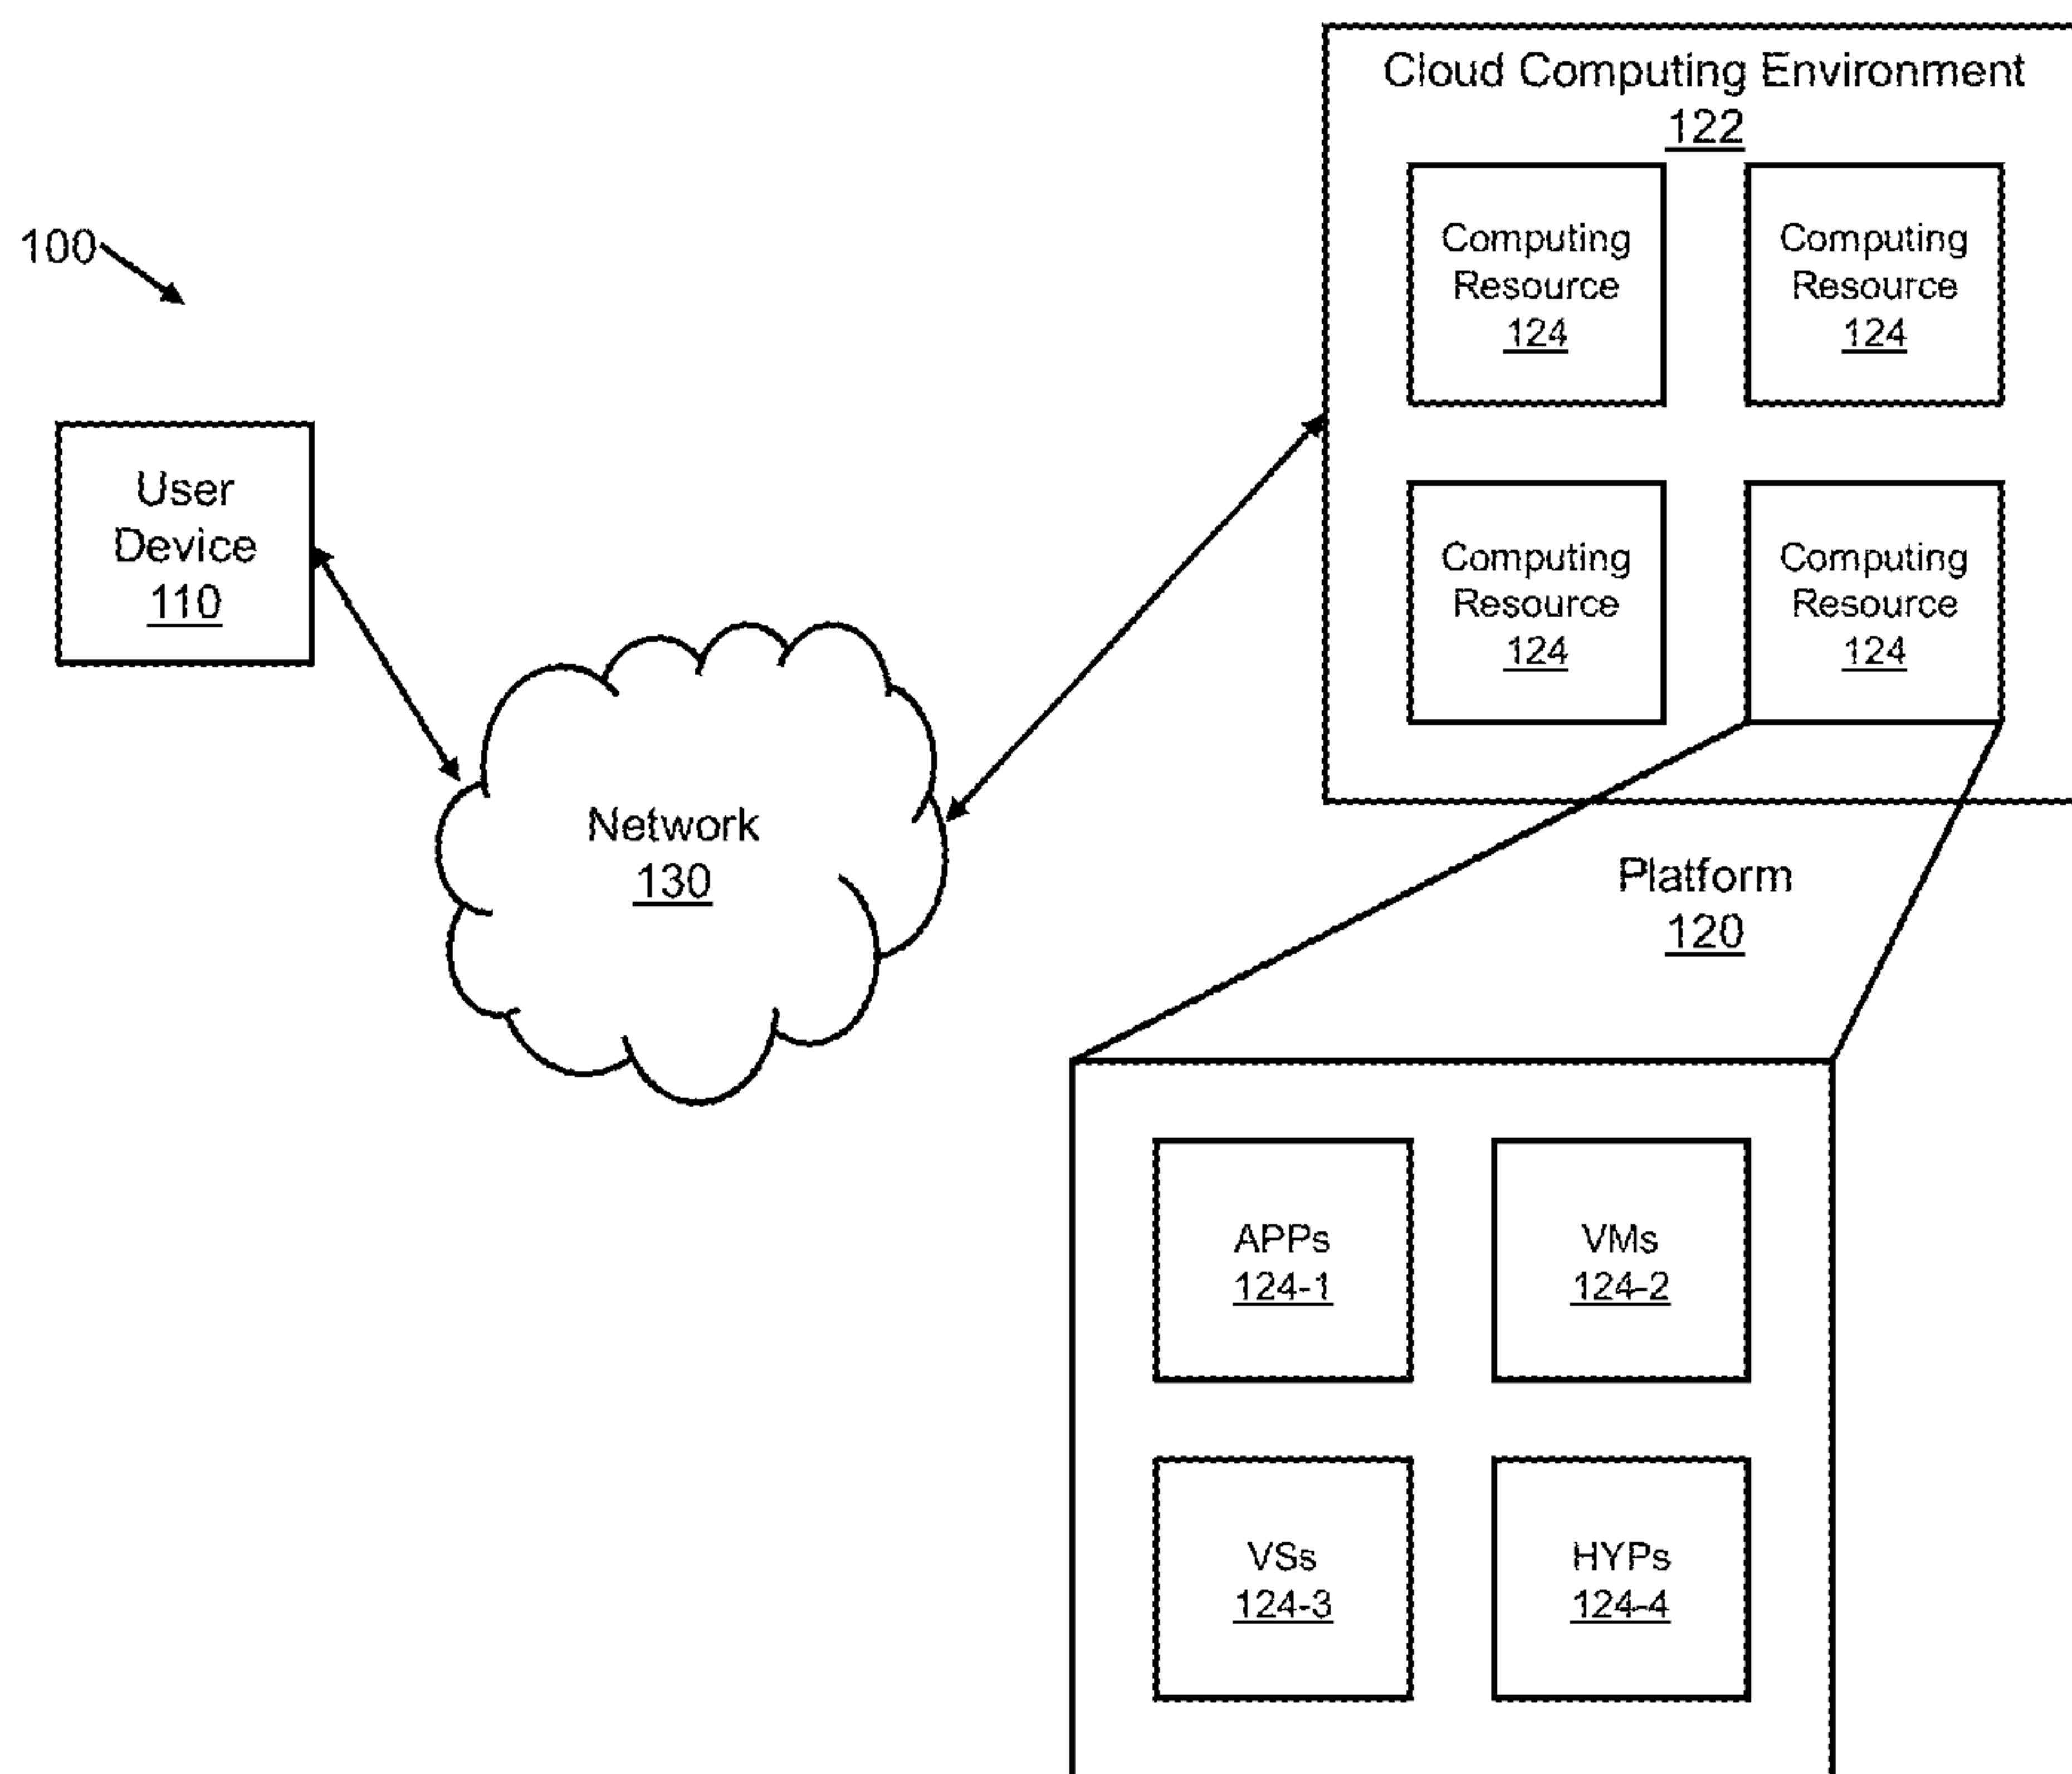 100
User
Device
110
Network
130
Cloud Computing Environment
122
Computing
Resource
124
Computing
Resource
124
Computing
Resource
124
Computing
Resource
124
Platform
120
APPs
124-1
VMs
124-2
VSs
124-3
HYPs
124-4